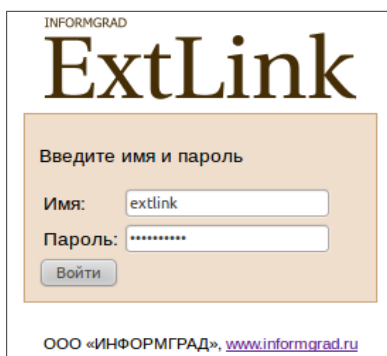 INFORMGRAD
ExtLink
Введите имя и пароль
Имя: extlink
Пароль: ••••••••••
Войти
ООО «ИНФОРМГРАД», www.informgrad.ru